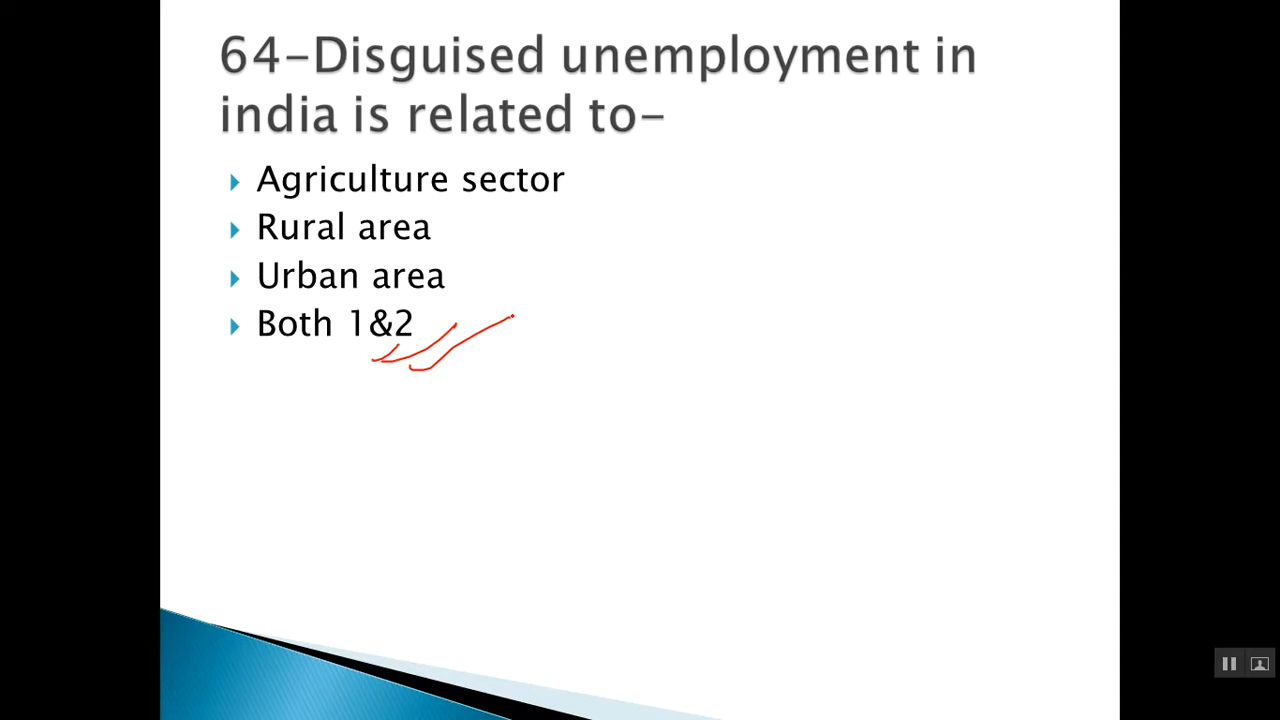 64-Disguised unemployment in
india is related to-
Agriculture sector
Rural area
Urban area
Both 1&2